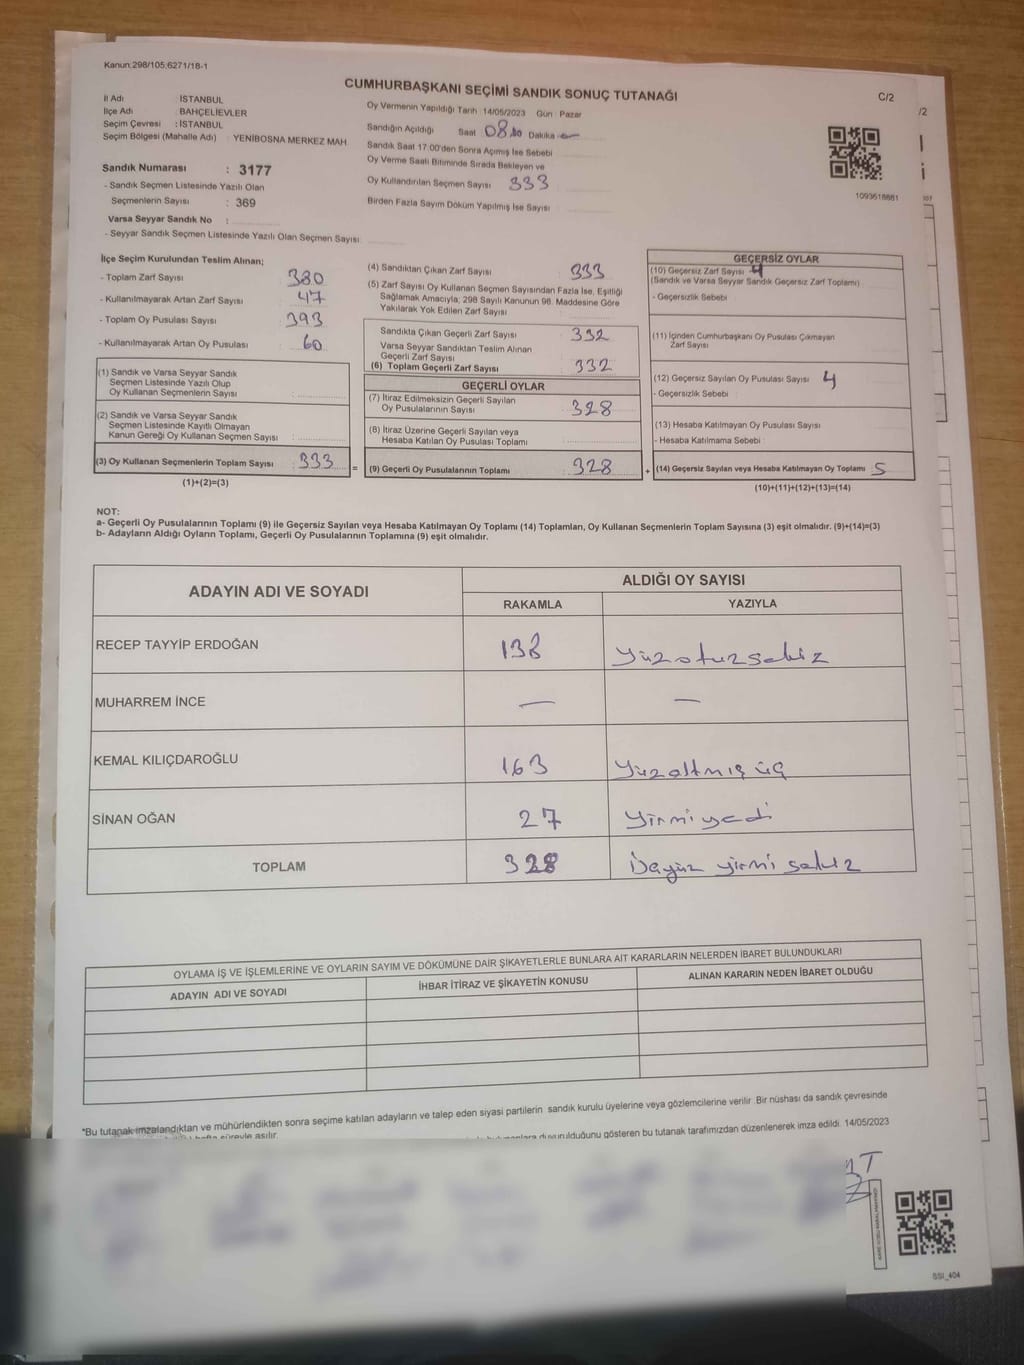 Kanun:298/105;6271/18-1
CUMHURBAŞKANI SEÇİMİ SANDIK SONUÇ TUTANAĞI
C/2
/2
İl Adı : İSTANBUL
İlçe Adı : BAHÇELİEVLER
Seçim Çevresi : İSTANBUL
Seçim Bölgesi (Mahalle Adı) : YENİBOSNA MERKEZ MAH.
Oy Vermenin Yapıldığı Tarih 14/05/2023 Gün : Pazar
Sandığın Açıldığı Saat 08 Dakika
Sandık Saat 17:00'den Sonra Açımış İse Sebebi
Oy Verme Saati Bitiminde Sırada Bekleyen ve
Oy Kullandırılan Seçmen Sayısı 333
Birden Fazla Sayım Döküm Yapılmış İse Sayısı
1093618881
Sandık Numarası : 3177
- Sandık Seçmen Listesinde Yazılı Olan
Seçmenlerin Sayısı : 369
Varsa Seyyar Sandık No :
- Seyyar Sandık Seçmen Listesinde Yazılı Olan Seçmen Sayısı:
İlçe Seçim Kurulundan Teslim Alınan;
- Toplam Zarf Sayısı 380
- Kullanılmayarak Artan Zarf Sayısı : 47
- Toplam Oy Pusulası Sayısı : 393
- Kullanılmayarak Artan Oy Pusulası : 60
(1) Sandık ve Varsa Seyyar Sandık
Seçmen Listesinde Yazılı Olup
Oy Kullanan Seçmenlerin Sayısı :
(2) Sandık ve Varsa Seyyar Sandık
Seçmen Listesinde Kayıtlı Olmayan
Kanun Gereği Oy Kullanan Seçmen Sayısı :
(3) Oy Kullanan Seçmenlerin Toplam Sayısı : 333
=
(1)+(2)=(3)
(4) Sandıktan Çıkan Zarf Sayısı 333
(5) Zarf Sayısı Oy Kullanan Seçmen Sayısından Fazla İse, Eşitliği
Sağlamak Amacıyla; 298 Sayılı Kanunun 98. Maddesine Göre
Yakılarak Yok Edilen Zarf Sayısı
Sandıkta Çıkan Geçerli Zarf Sayısı 332
Varsa Seyyar Sandıktan Teslim Alınan
Geçerli Zarf Sayısı
(6) Toplam Geçerli Zarf Sayısı 332
GEÇERLİ OYLAR
(7) İtiraz Edilmeksizin Geçerli Sayılan
Oy Pusulalarının Sayısı 328
(8) İtiraz Üzerine Geçerli Sayılan veya
Hesaba Katılan Oy Pusulası Toplamı
(9) Geçerli Oy Pusulalarının Toplamı 328
+
GEÇERSİZ OYLAR
(10) Geçersiz Zarf Sayısı
(Sandık ve Varsa Seyyar Sandık Geçersiz Zarf Toplamı)
- Geçersizlik Sebebi :
(11) İçinden Cumhurbaşkanı Oy Pusulası Çıkmayan
Zarf Sayısı
(12) Geçersiz Sayılan Oy Pusulası Sayısı 4
- Geçersizlik Sebebi :
(13) Hesaba Katılmayan Oy Pusulası Sayısı
- Hesaba Katılmama Sebebi :
(14) Geçersiz Sayılan veya Hesaba Katılmayan Oy Toplamı 5
(10)+(11)+(12)+(13)=(14)
NOT:
a- Geçerli Oy Pusulalarının Toplamı (9) ile Geçersiz Sayılan veya Hesaba Katılmayan Oy Toplamı (14) Toplamları, Oy Kullanan Seçmenlerin Toplam Sayısına (3) eşit olmalıdır. (9)+(14)=(3)
b- Adayların Aldığı Oyların Toplamı, Geçerli Oy Pusulalarının Toplamına (9) eşit olmalıdır.
ADAYIN ADI VE SOYADI
ALDIĞI OY SAYISI
RAKAMLA YAZIYLA
RECEP TAYYİP ERDOĞAN 138 Yüzotuzsekiz
MUHARREM İNCE — —
KEMAL KILIÇDAROĞLU 163 Yüzaltmış üç
SİNAN OĞAN 27 Yirmiyedi
TOPLAM 328 Üçyüz yirmi sekiz
OYLAMA İŞ VE İŞLEMLERİNE VE OYLARIN SAYIM VE DÖKÜMÜNE DAİR ŞİKAYETLERLE BUNLARA AİT KARARLARIN NELERDEN İBARET BULUNDUKLARI
ADAYIN ADI VE SOYADI İHBAR İTİRAZ VE ŞİKAYETİN KONUSU ALINAN KARARIN NEDEN İBARET OLDUĞU
*Bu tutanak imzalandıktan ve mühürlendikten sonra seçime katılan adayların ve talep eden siyasi partilerin sandık kurulu üyelerine veya gözlemcilerine verilir. Bir nüshası da sandık çevresinde
hafta süreyle asılır. duyurulduğunu gösteren bu tutanak tarafımızdan düzenlenerek imza edildi. 14/05/2023
SSI_404